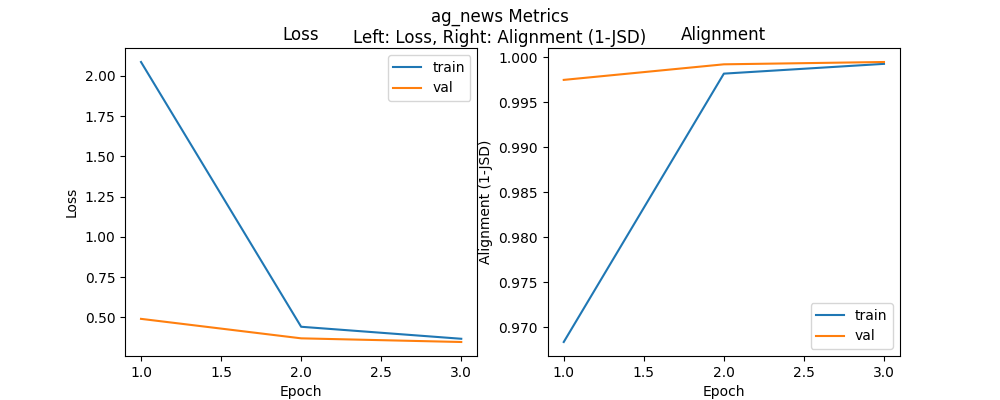 ag_news Metrics
Left: Loss, Right: Alignment (1-JSD)
Loss
2.00
1.75
1.50
1.25
1.00
0.75
0.50
Loss
train
val
1.0
1.5
2.0
2.5
3.0
Epoch
Alignment
1.000
0.995
0.990
0.985
0.980
0.975
0.970
Alignment (1-JSD)
train
val
1.0
1.5
2.0
2.5
3.0
Epoch